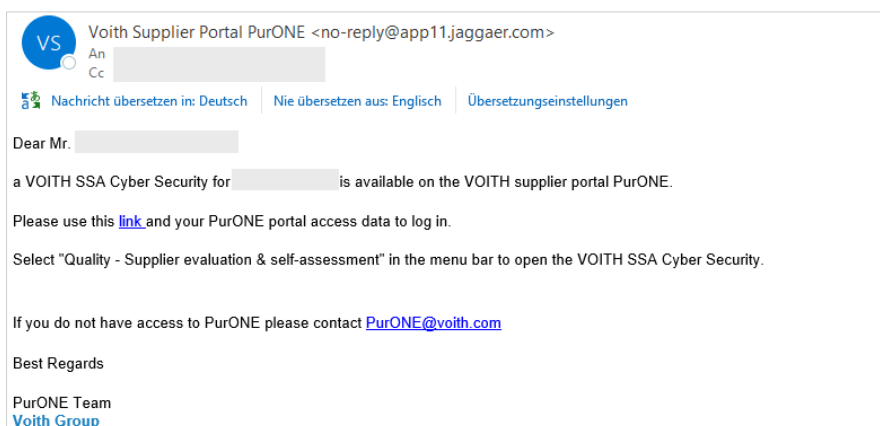 VS
Voith Supplier Portal PurONE <no-reply@app11.jaggaer.com>
An
Cc
Nachricht übersetzen in: Deutsch Nie übersetzen aus: Englisch Übersetzungseinstellungen
Dear Mr.
a VOITH SSA Cyber Security for is available on the VOITH supplier portal PurONE.
Please use this link and your PurONE portal access data to log in.
Select "Quality - Supplier evaluation & self-assessment" in the menu bar to open the VOITH SSA Cyber Security.
If you do not have access to PurONE please contact PurONE@voith.com
Best Regards
PurONE Team
Voith Group